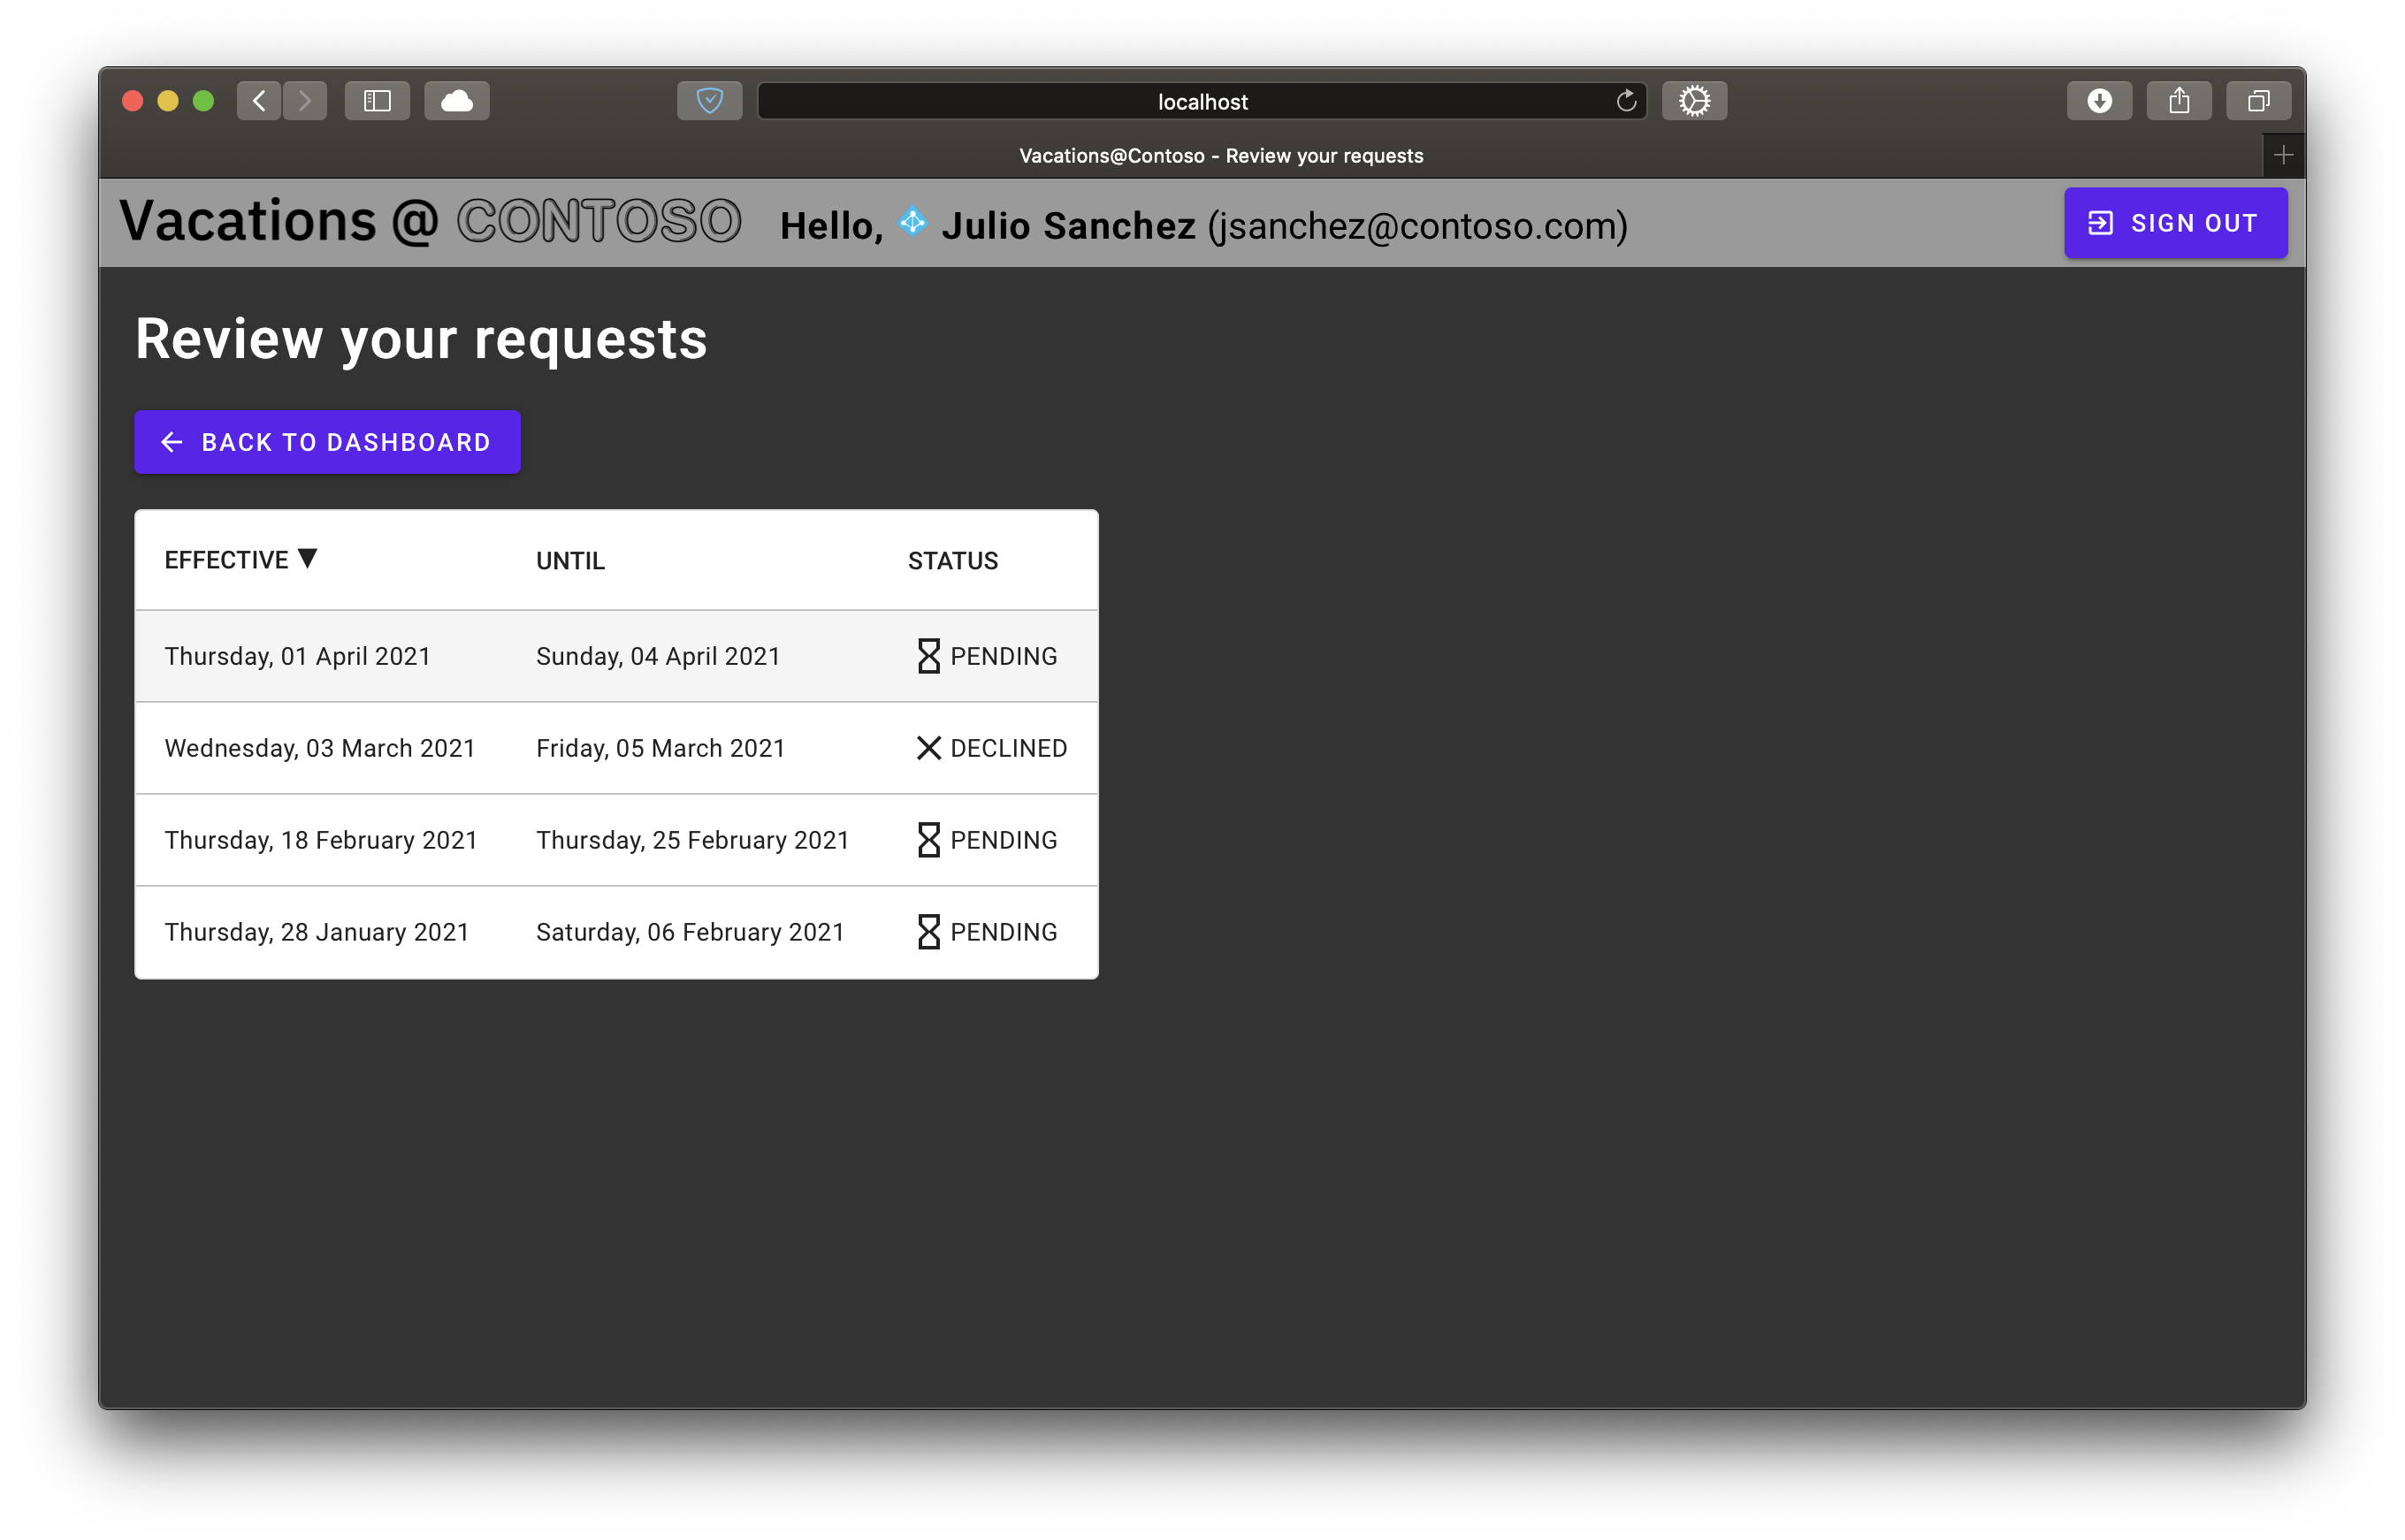 localhost
Vacations@Contoso - Review your requests
Vacations @ CONTOSO Hello, Julio Sanchez (jsanchez@contoso.com) SIGN OUT
Review your requests
BACK TO DASHBOARD
EFFECTIVE ▼ UNTIL STATUS
Thursday, 01 April 2021 Sunday, 04 April 2021 PENDING
Wednesday, 03 March 2021 Friday, 05 March 2021 DECLINED
Thursday, 18 February 2021 Thursday, 25 February 2021 PENDING
Thursday, 28 January 2021 Saturday, 06 February 2021 PENDING